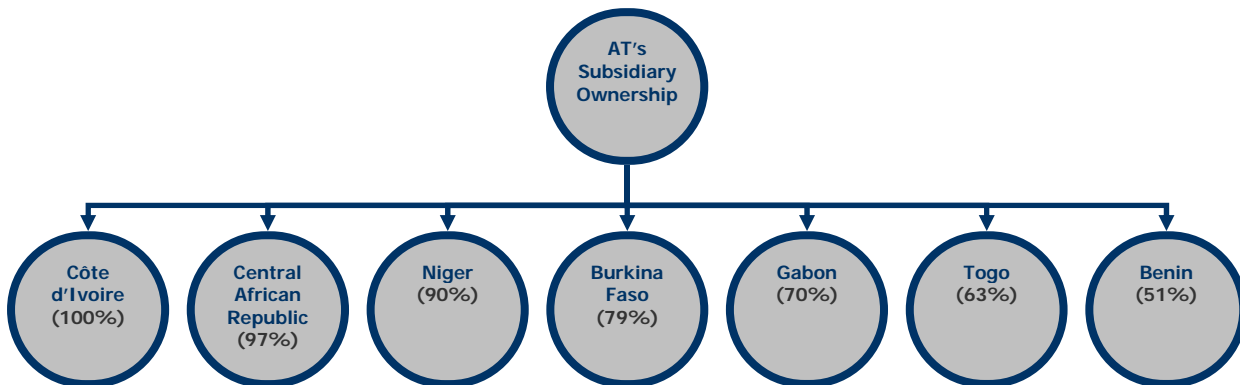 AT's
Subsidiary
Ownership
Côte
d'Ivoire
(100%)
Central
African
Republic
(97%)
Niger
(90%)
Burkina
Faso
(79%)
Gabon
(70%)
Togo
(63%)
Benin
(51%)